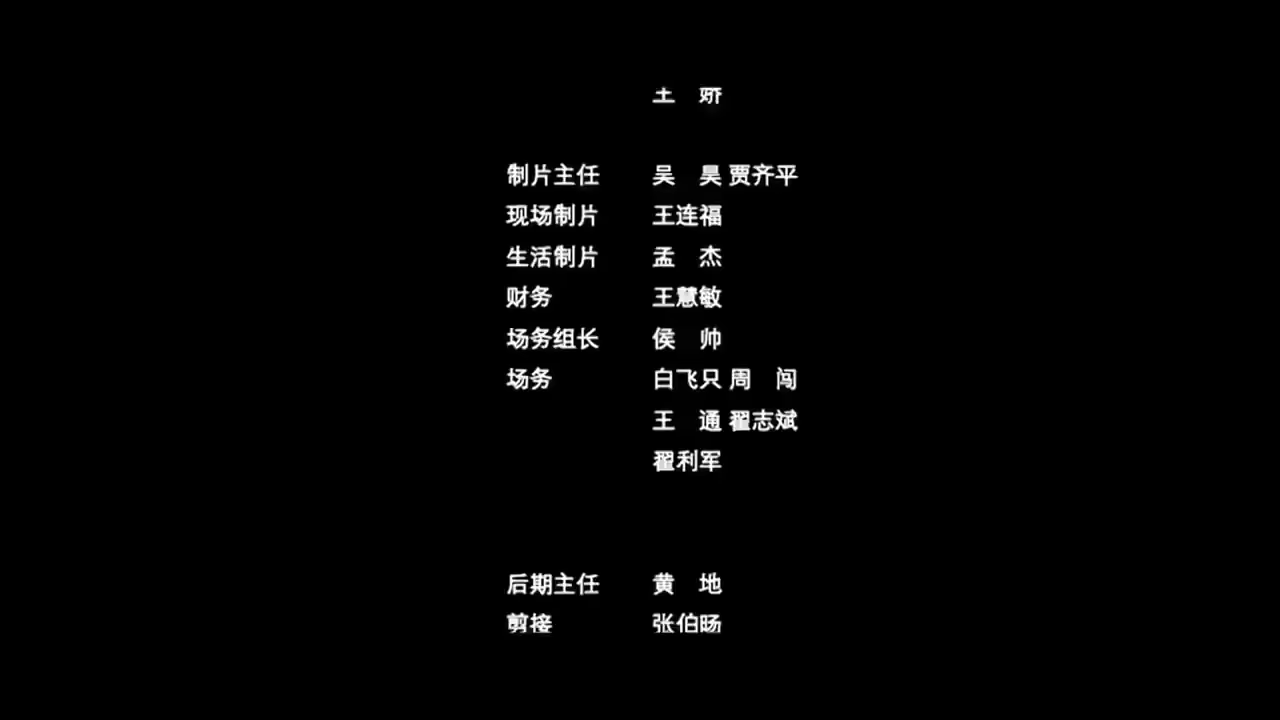 制片主任 吴 昊 贾齐平
现场制片 王连福
生活制片 孟 杰
财务 王慧敏
场务组长 侯 帅
场务 白飞只 周 闯
王 通 翟志斌
翟利军
后期主任 黄 地
剪接 张伯旸